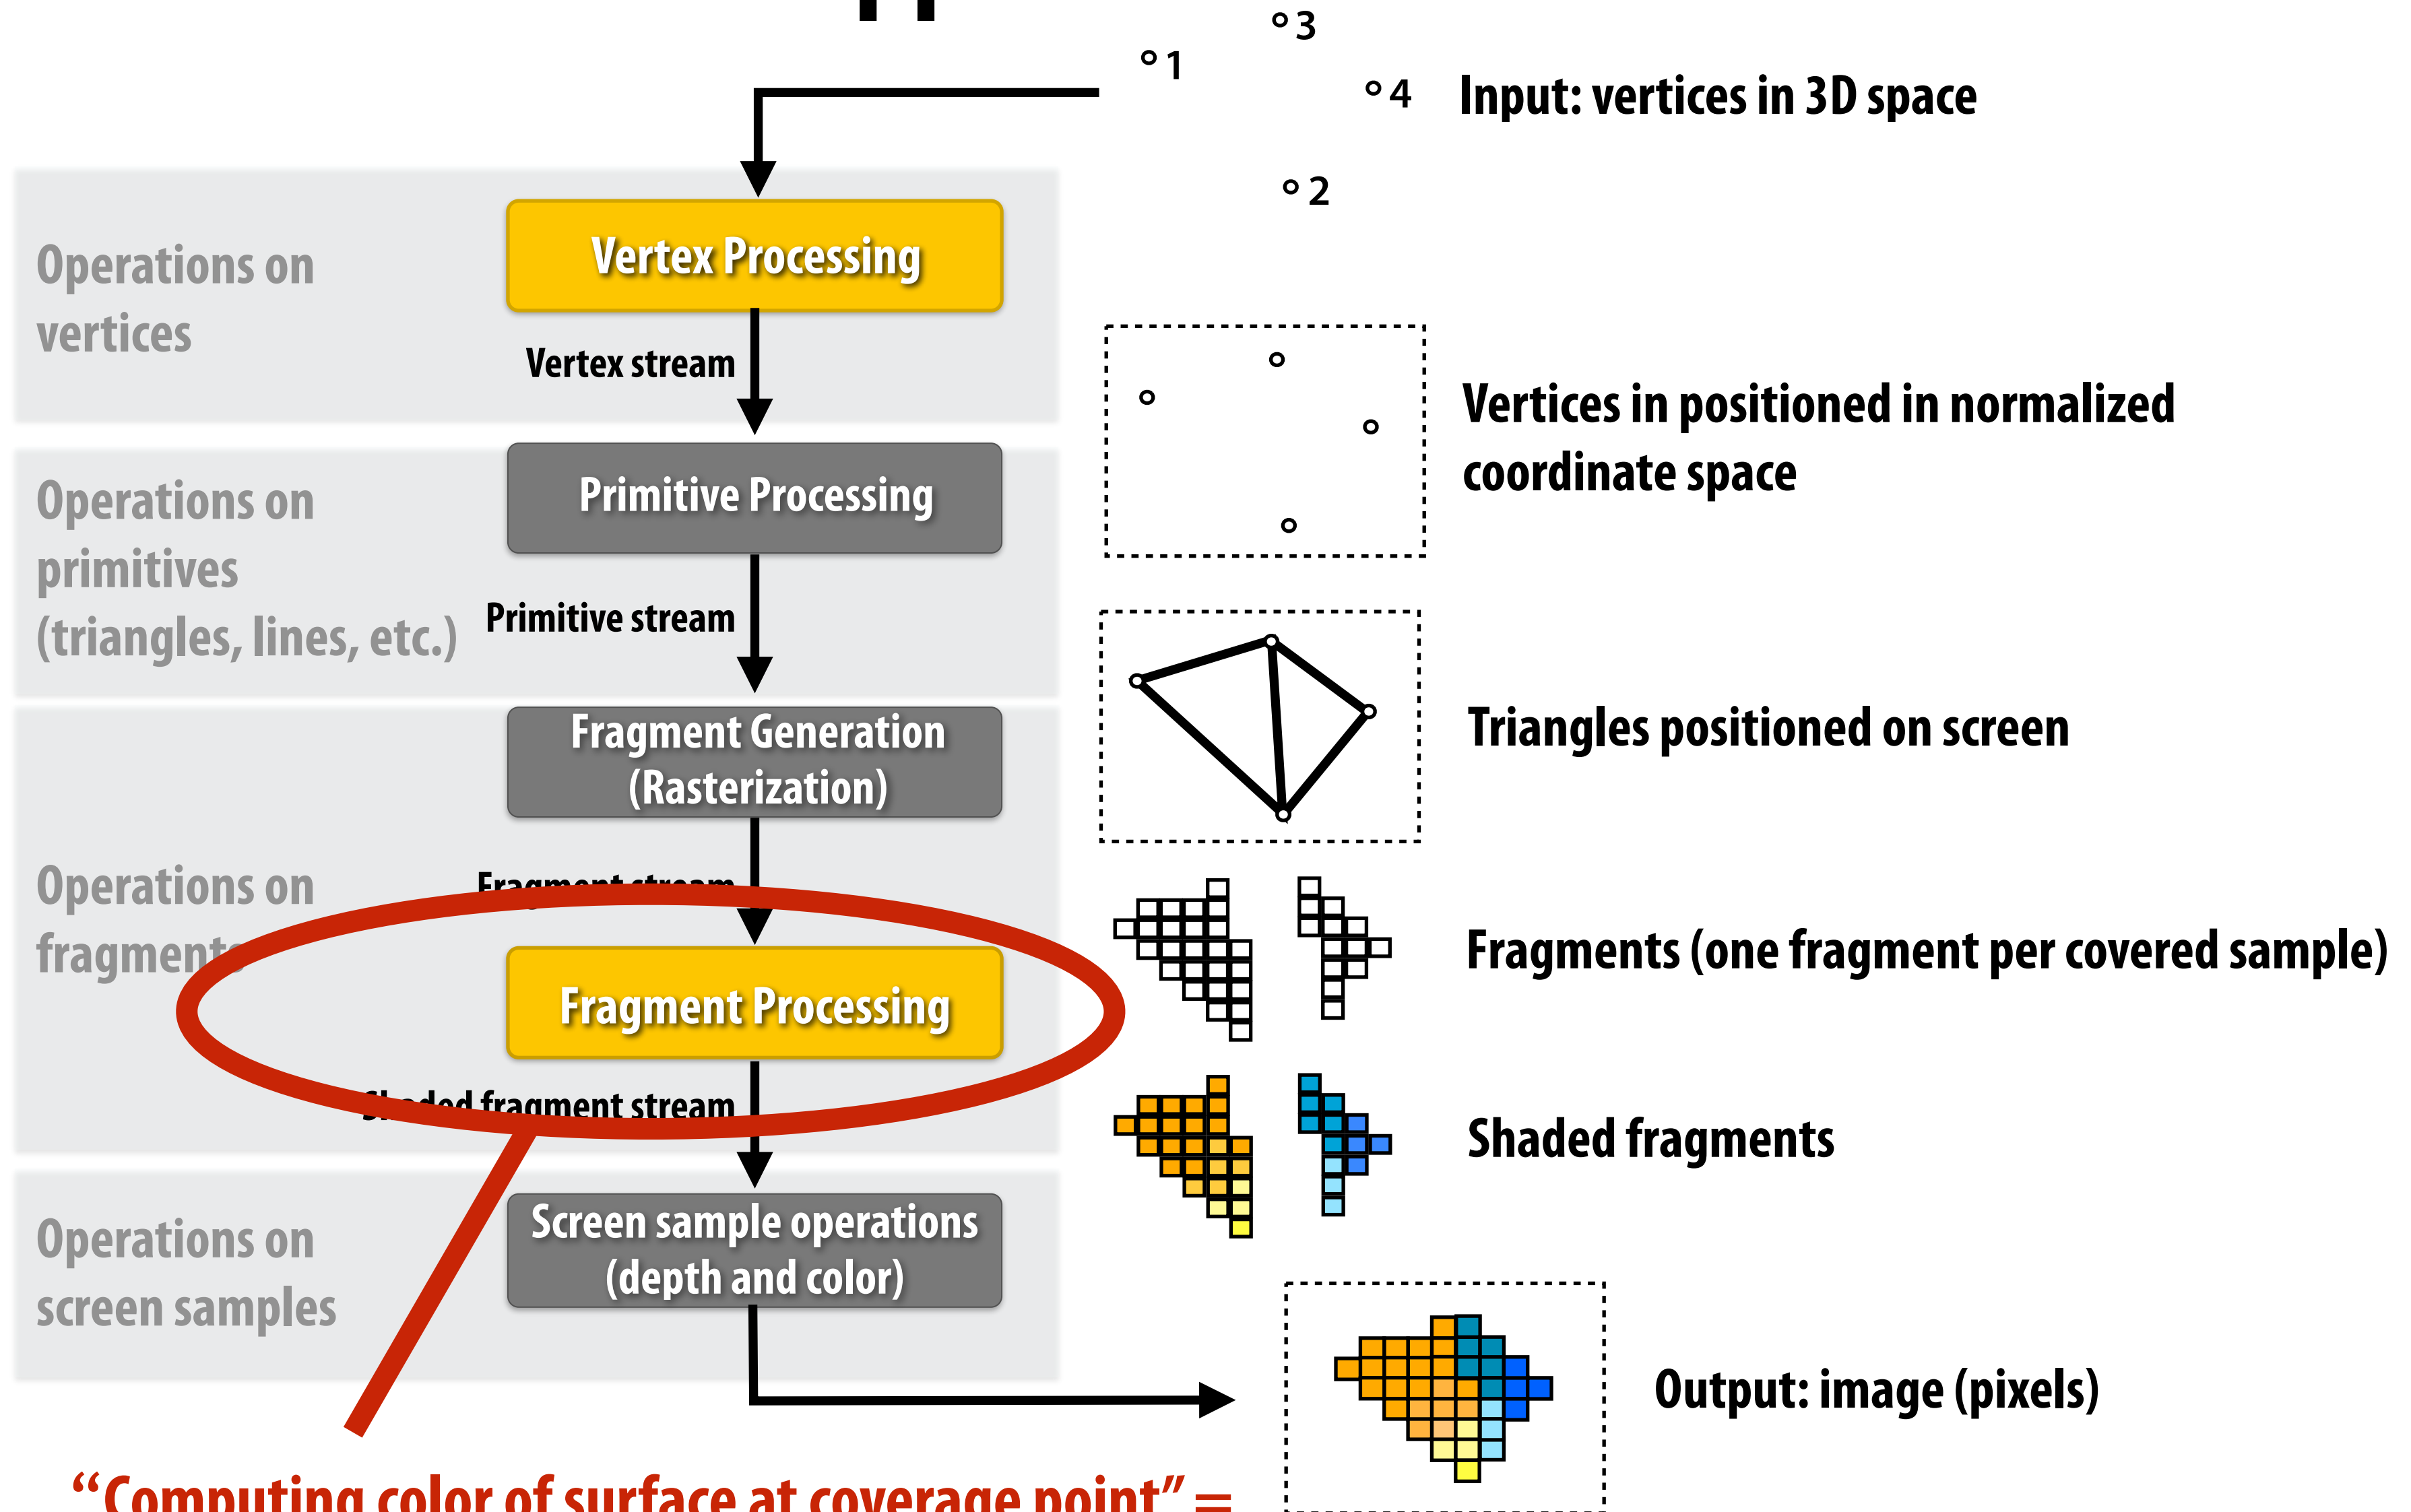 3
1
4
Input: vertices in 3D space
2
Vertex Processing
Operations on
vertices
Vertex stream
Vertices in positioned in normalized
coordinate space
Primitive Processing
Operations on
primitives
(triangles, lines, etc.)
Primitive stream
Triangles positioned on screen
Fragment Generation
(Rasterization)
Fragment stream
Operations on
fragments
Fragments (one fragment per covered sample)
Fragment Processing
Shaded fragment stream
Shaded fragments
Screen sample operations
(depth and color)
Operations on
screen samples
Output: image (pixels)
“Computing color of surface at coverage point” =